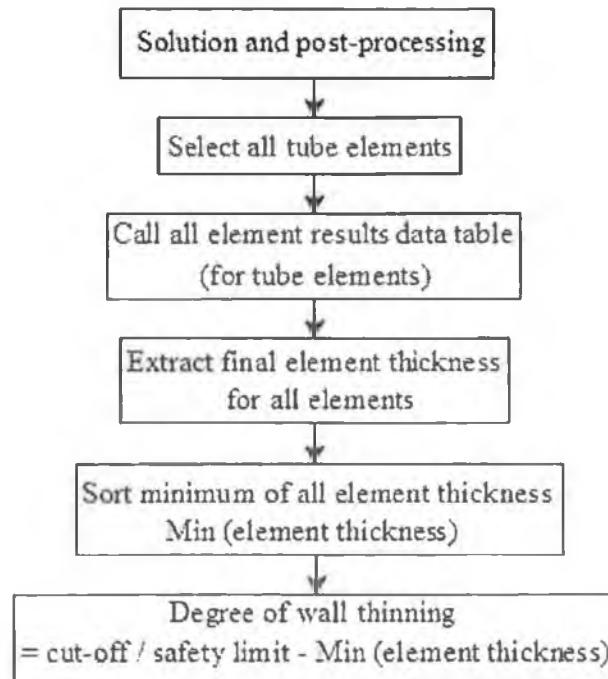 Solution and post-processing
Select all tube elements
Call all element results data table
(for tube elements)
Extract final element thickness
for all elements
Sort minimum of all element thickness
Min (element thickness)
Degree of wall thinning
= cut-off / safety limit - Min (element thickness)